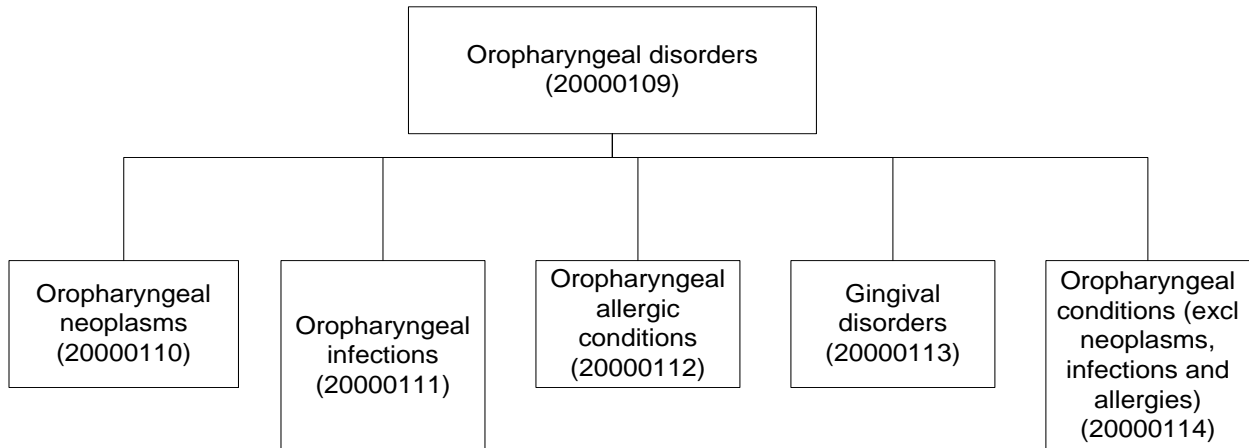 Oropharyngeal disorders
(20000109)
Oropharyngeal
neoplasms
(20000110)
Oropharyngeal
infections
(20000111)
Oropharyngeal
allergic
conditions
(20000112)
Gingival
disorders
(20000113)
Oropharyngeal
conditions (excl
neoplasms,
infections and
allergies)
(20000114)